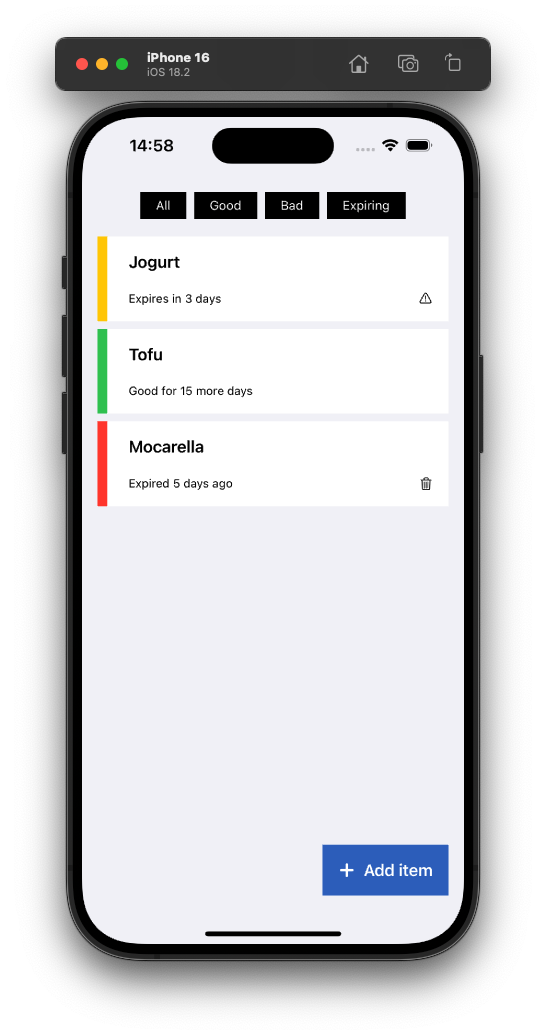 iPhone 16
iOS 18.2
14:58
All Good Bad Expiring
Jogurt
Expires in 3 days
Tofu
Good for 15 more days
Mocarella
Expired 5 days ago
+ Add item